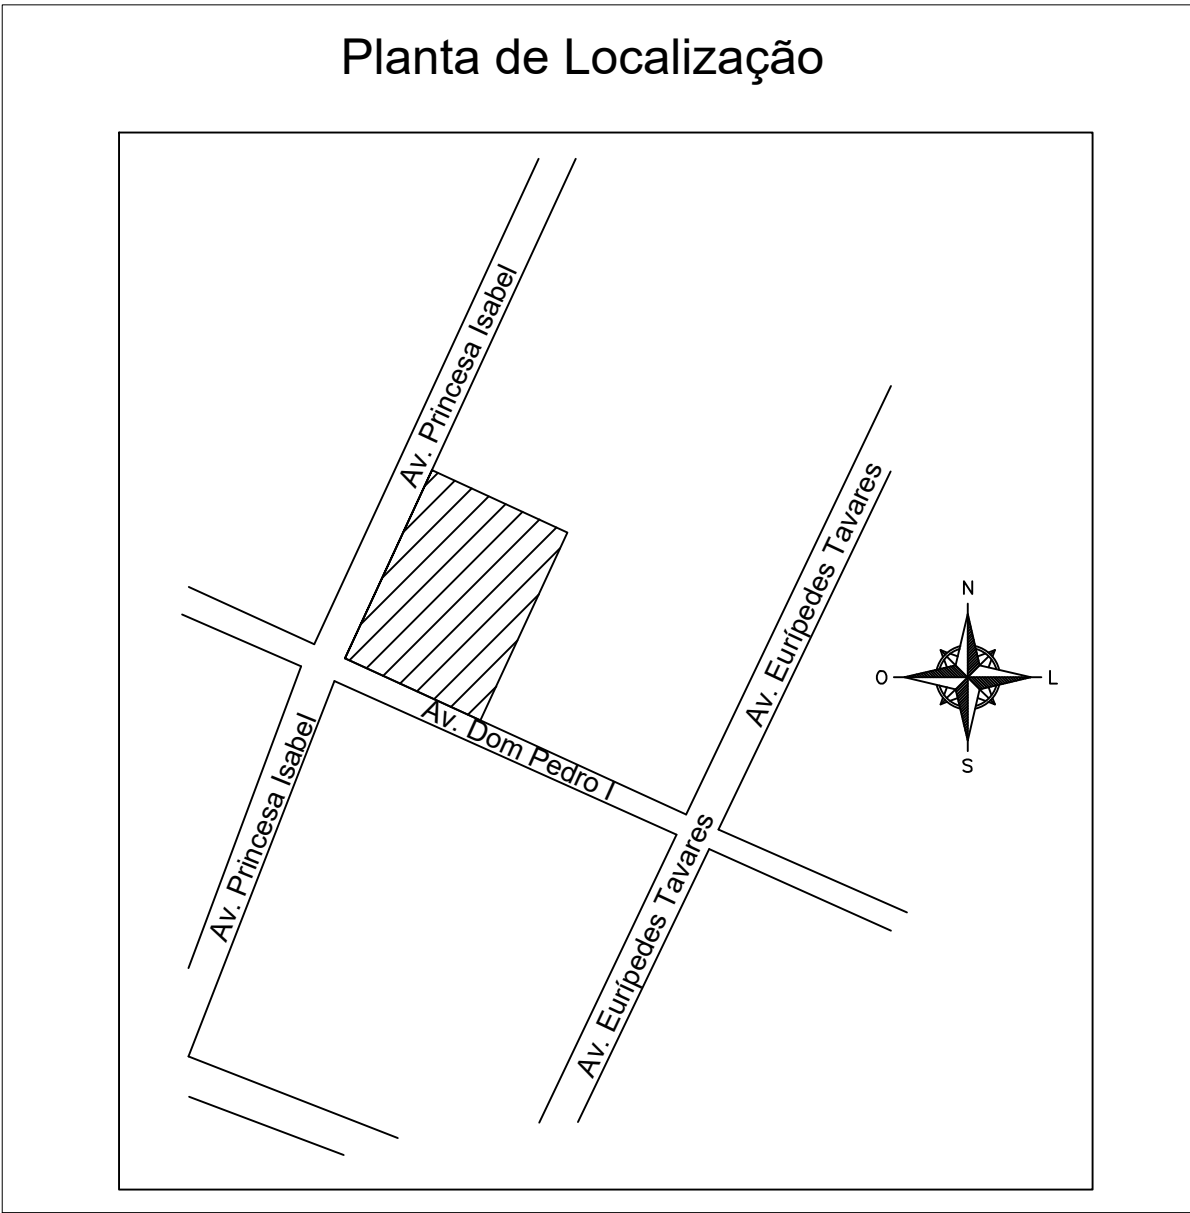 Planta de Localização
Av. Princesa Isabel
Av. Eurípedes Tavares
N
O
L
S
Av. Dom Pedro I
Av. Princesa Isabel
Av. Eurípedes Tavares